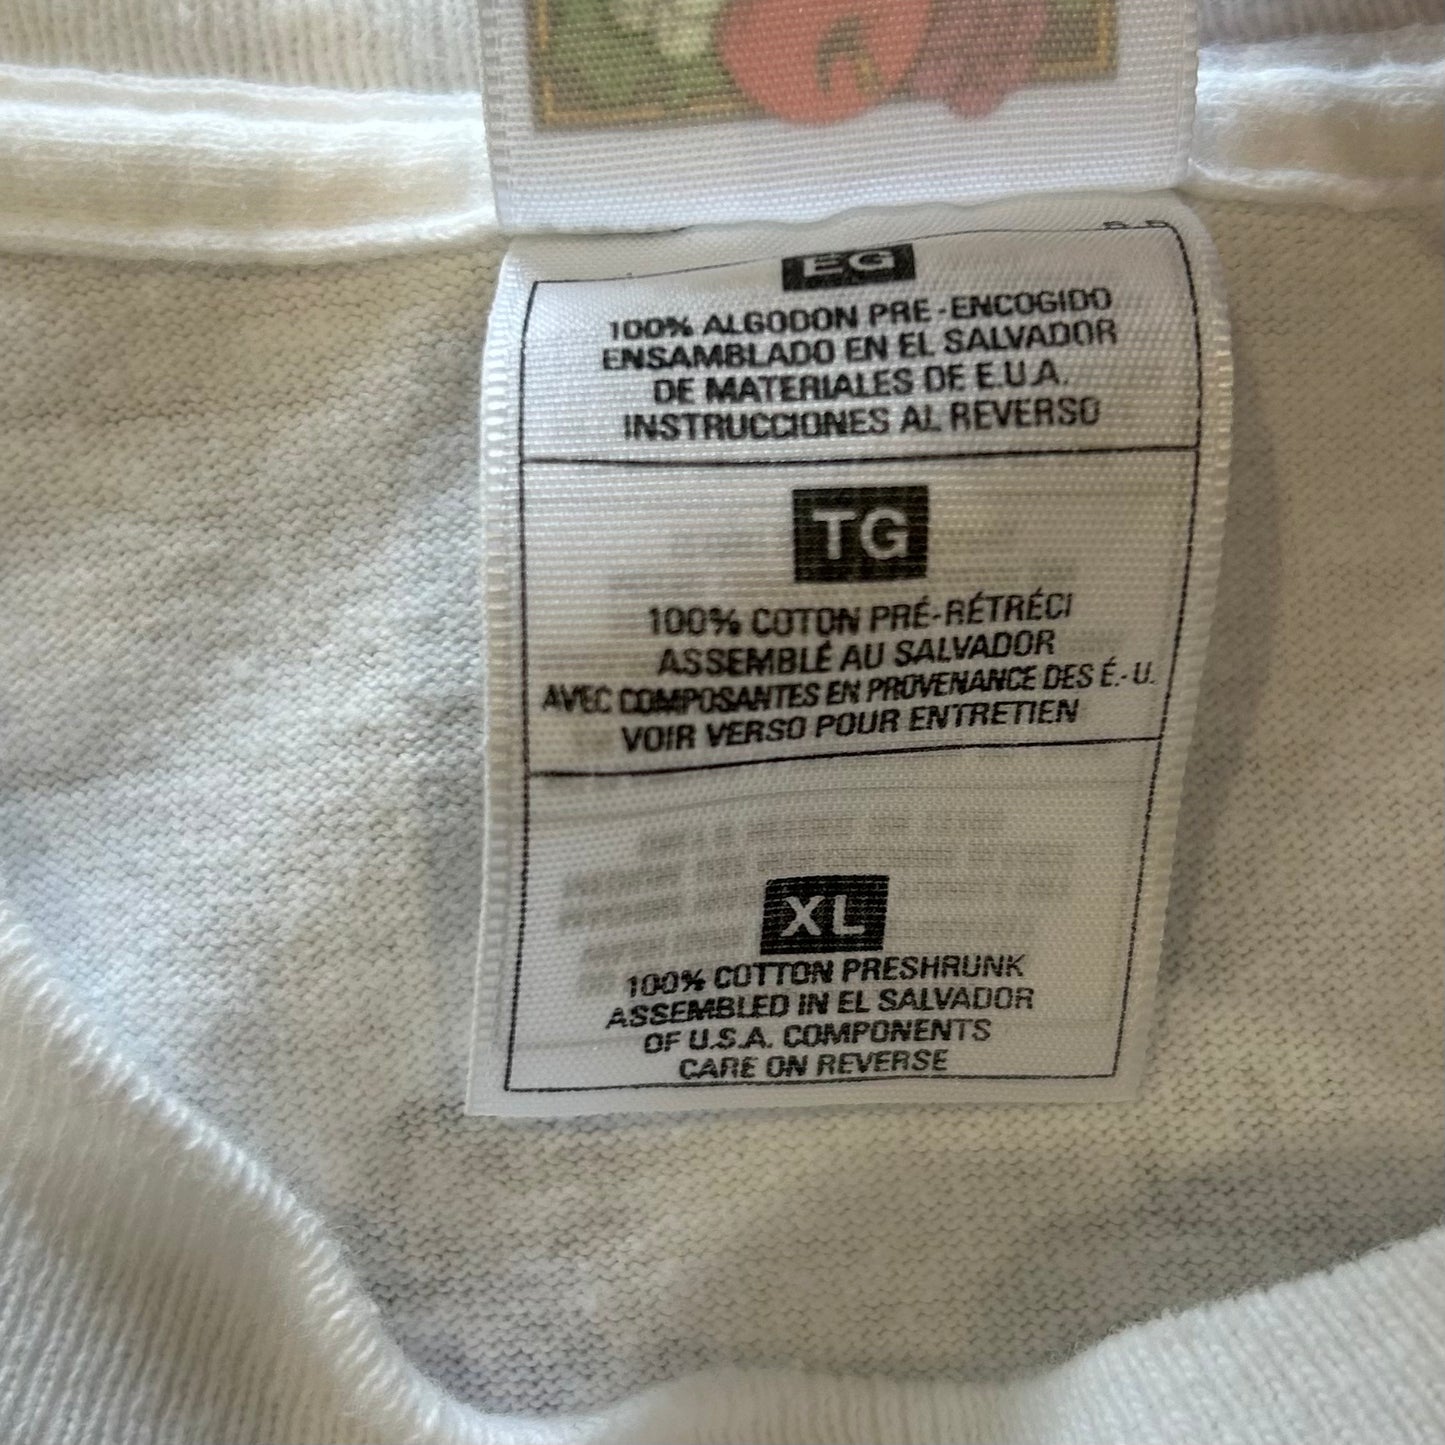 EG
100% ALGODON PRE-ENCOGIDO
ENSAMBLADO EN EL SALVADOR
DE MATERIALES DE E.U.A.
INSTRUCCIONES AL REVERSO
TG
100% COTON PRÉ-RÉTRÉCI
ASSEMBLÉ AU SALVADOR
AVEC COMPOSANTES EN PROVENANCE DES É.-U.
VOIR VERSO POUR ENTRETIEN
XL
100% COTTON PRESHRUNK
ASSEMBLED IN EL SALVADOR
OF U.S.A. COMPONENTS
CARE ON REVERSE